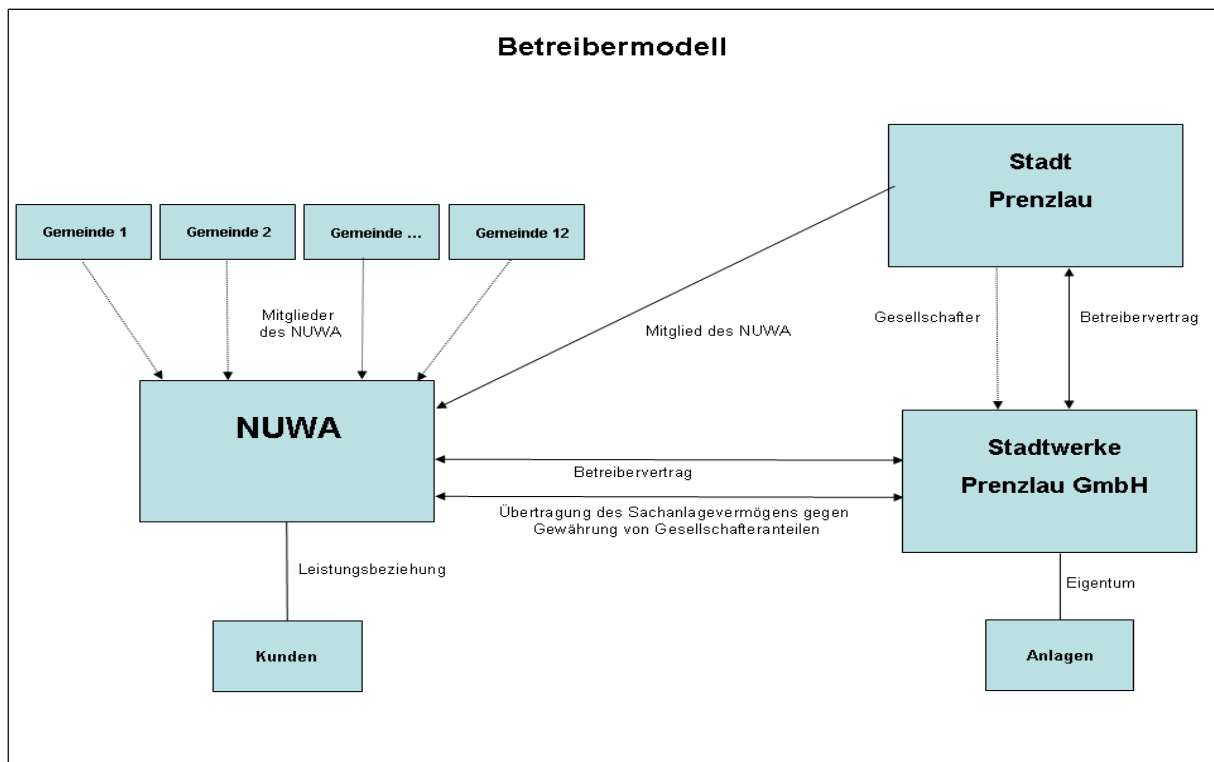 Betreibermodell
Stadt
Prenzlau
Gemeinde 1
Gemeinde 2
Gemeinde ...
Gemeinde 12
Mitglieder
des NUWA
Mitglied des NUWA
Gesellschafter
Betreibervertrag
NUWA
Stadtwerke
Prenzlau GmbH
Betreibervertrag
Übertragung des Sachanlagevermögens gegen
Gewährung von Gesellschafteranteilen
Leistungsbeziehung
Eigentum
Kunden
Anlagen